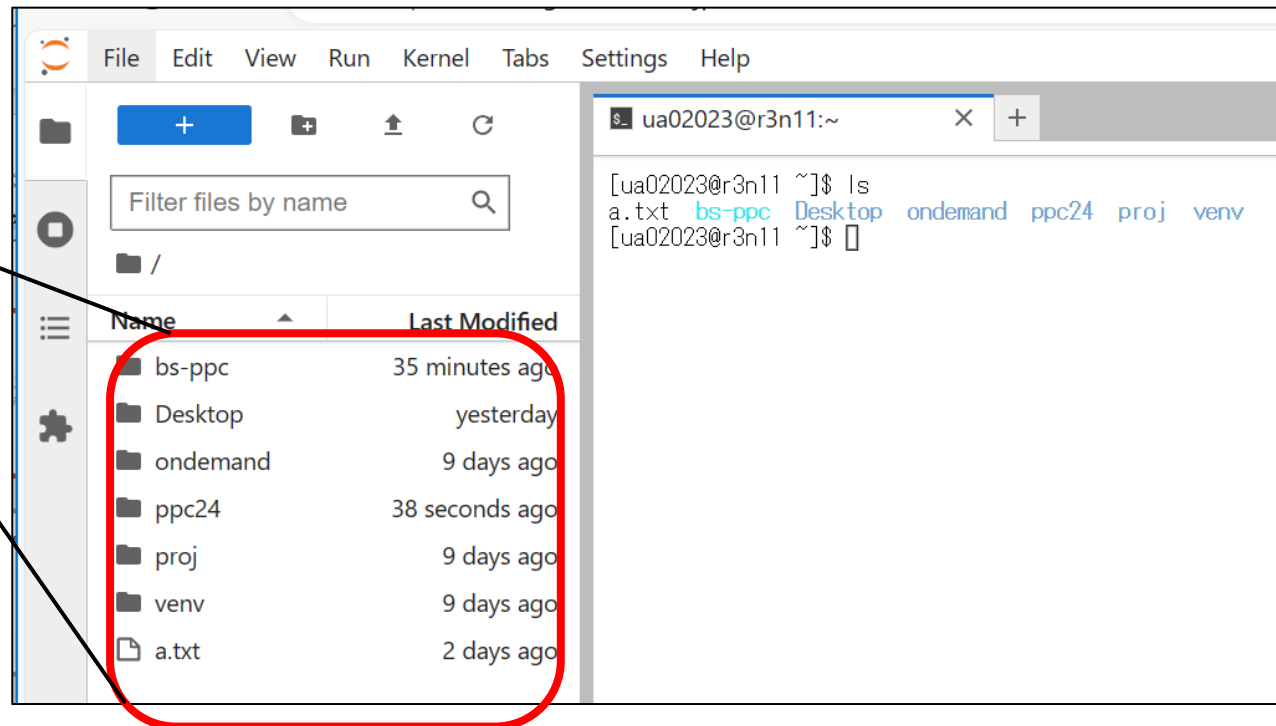 File Edit View Run Kernel Tabs Settings Help
+
Filter files by name
/
Name Last Modified
bs-ppc 35 minutes ago
Desktop yesterday
ondemand 9 days ago
ppc24 38 seconds ago
proj 9 days ago
venv 9 days ago
a.txt 2 days ago
$_ ua02023@r3n11:~ × +
[ua02023@r3n11 ~]$ ls
a.txt bs-ppc Desktop ondemand ppc24 proj venv
[ua02023@r3n11 ~]$